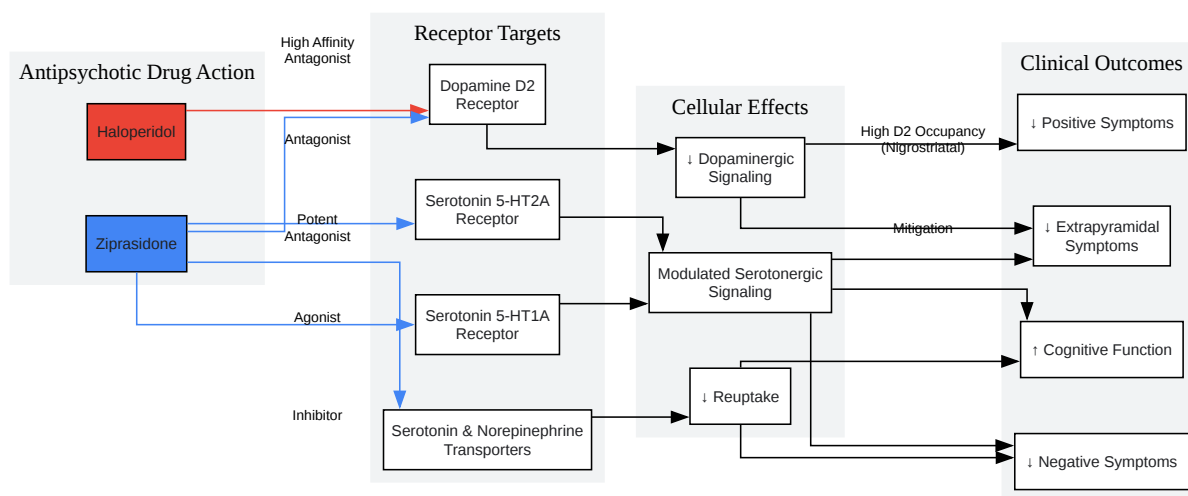 Antipsychotic Drug Action
Haloperidol
Ziprasidone
High Affinity
Antagonist
Antagonist
Potent
Antagonist
Agonist
Inhibitor
Receptor Targets
Dopamine D2
Receptor
Serotonin 5-HT2A
Receptor
Serotonin 5-HT1A
Receptor
Serotonin & Norepinephrine
Transporters
Cellular Effects
↓ Dopaminergic
Signaling
Modulated Serotonergic
Signaling
↓ Reuptake
High D2 Occupancy
(Nigrostriatal)
Mitigation
Clinical Outcomes
↓ Positive Symptoms
↓ Extrapyramidal
Symptoms
↑ Cognitive Function
↓ Negative Symptoms